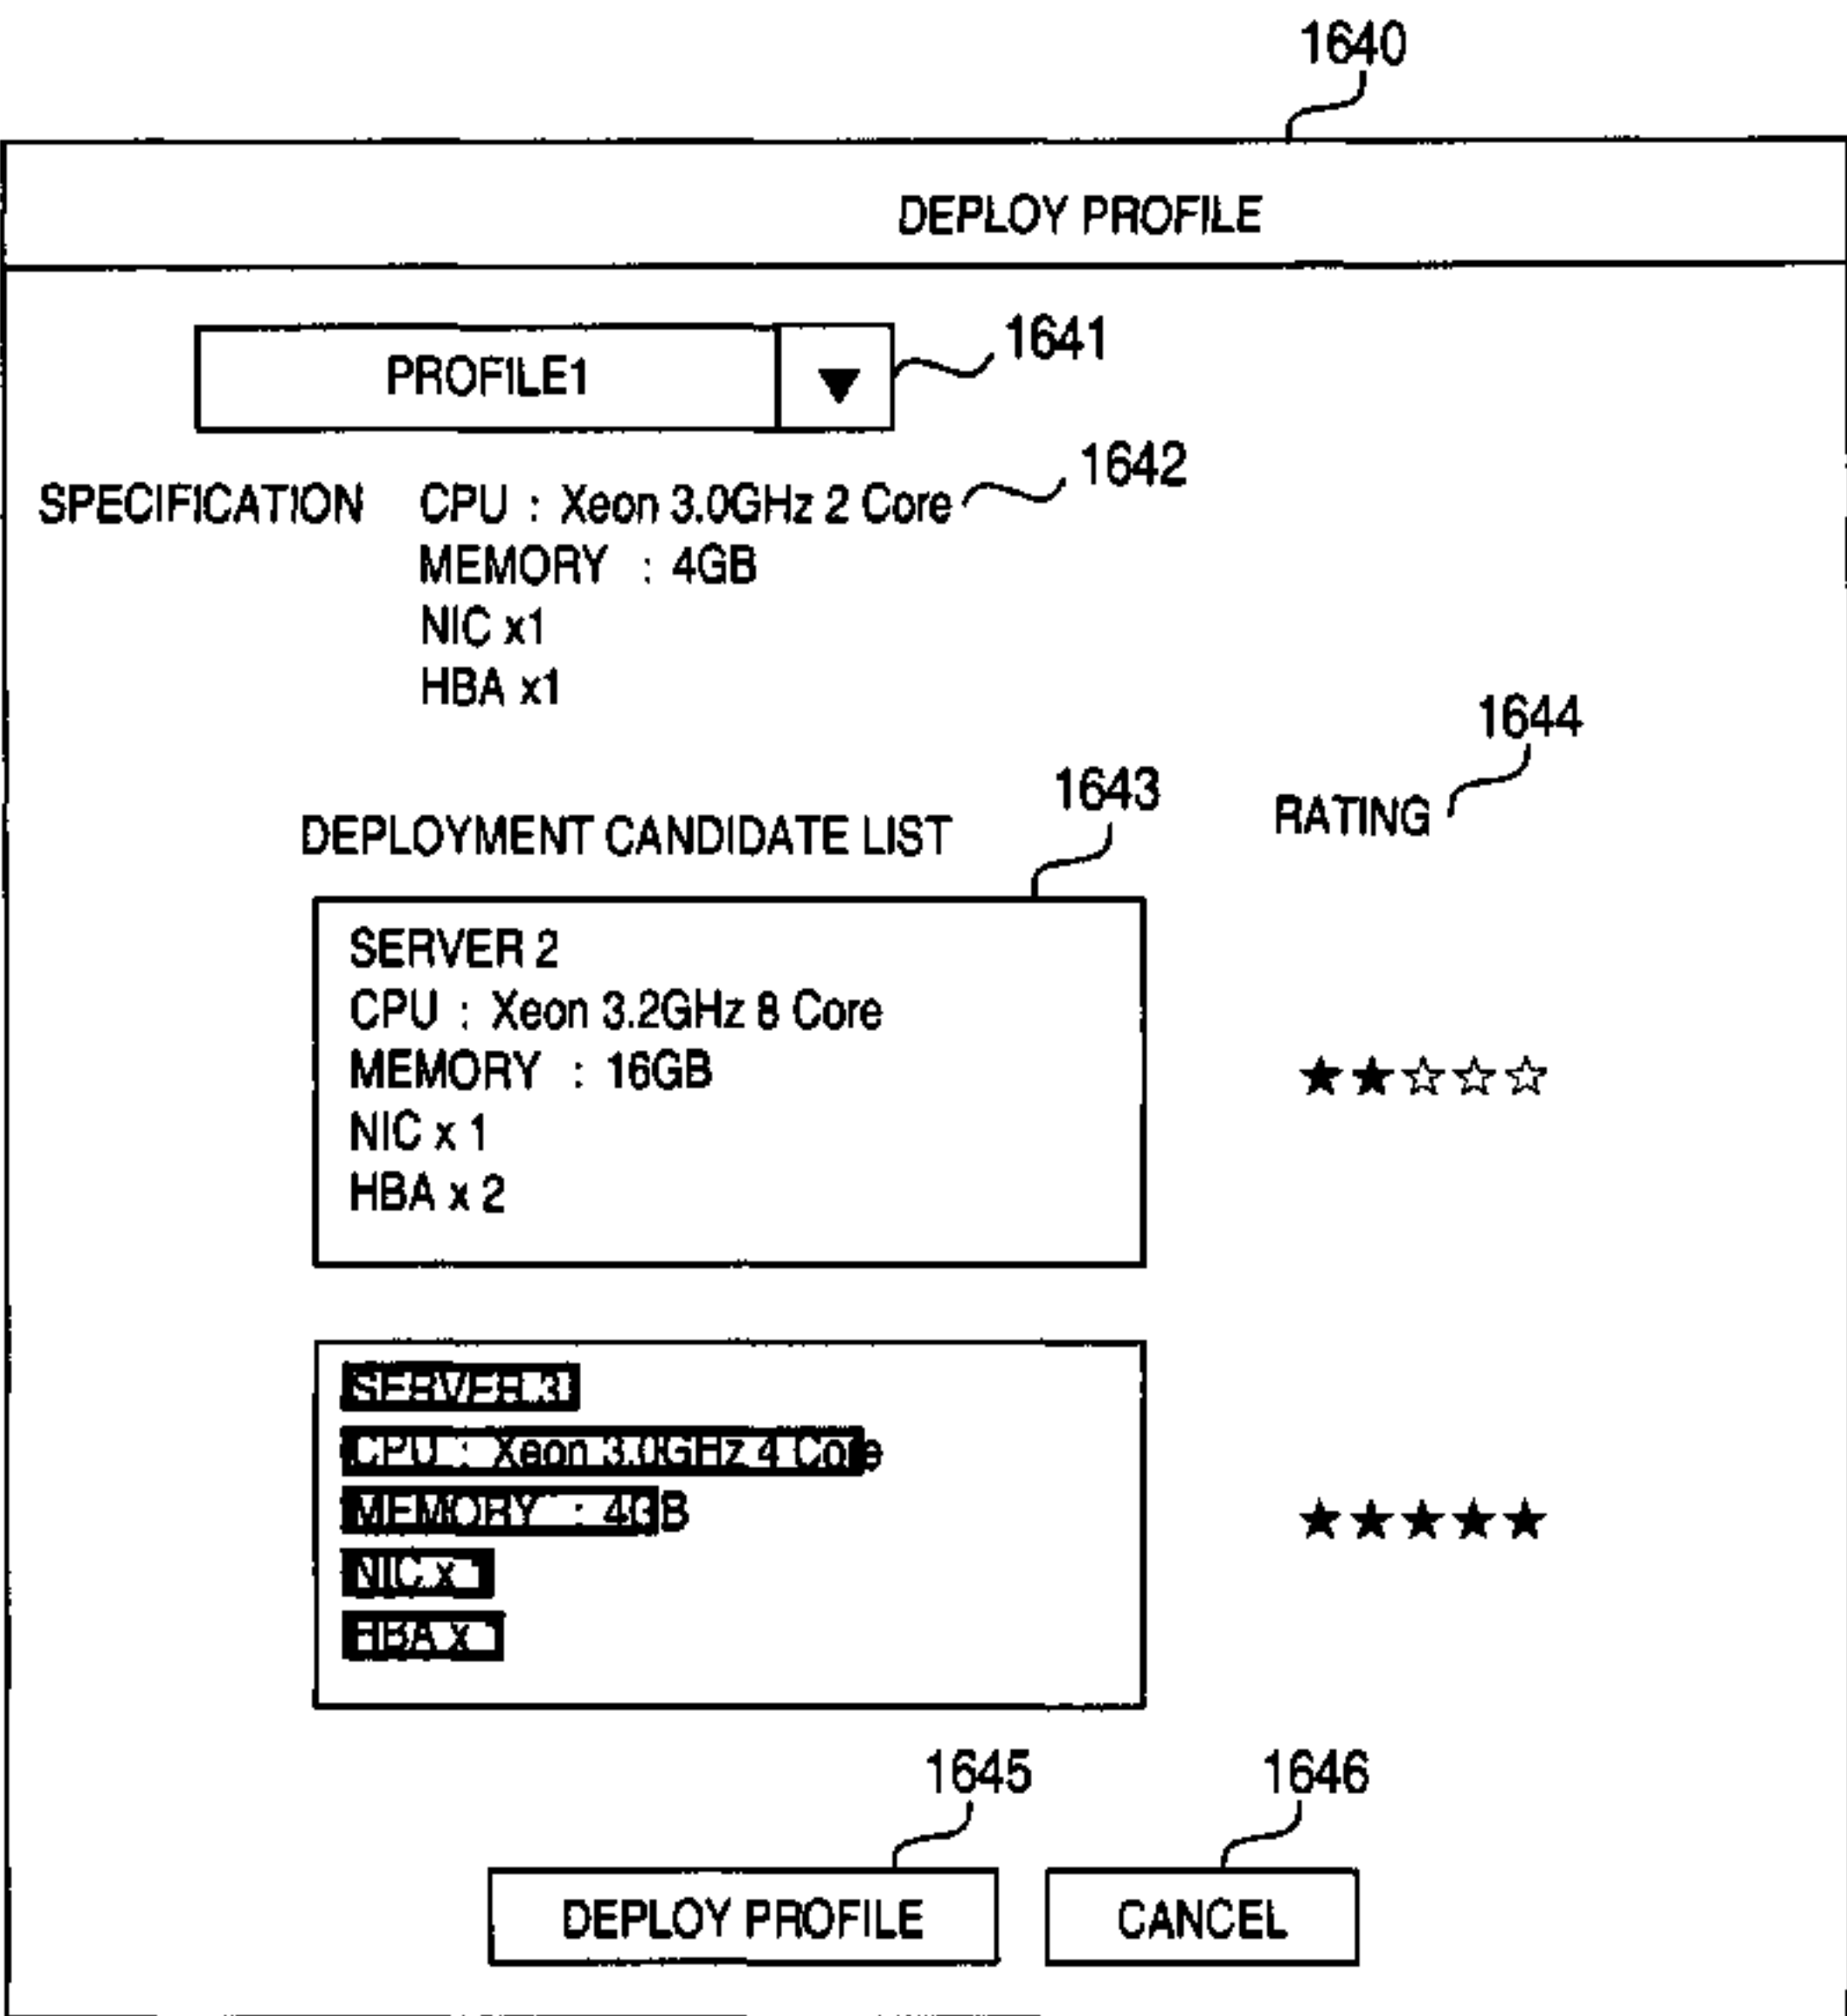 1640
DEPLOY PROFILE
PROFILE1
1641
1642
SPECIFICATION CPU : Xeon 3.0GHz 2 Core
MEMORY : 4GB
NIC x1
HBA x1
1644
1643
RATING
DEPLOYMENT CANDIDATE LIST
SERVER 2
CPU : Xeon 3.2GHz 8 Core
MEMORY : 16GB
NIC x 1
HBA x 2
SERVER 3
CPU : Xeon 3.0GHz 4 Core
MEMORY : 4GB
NIC x 1
HBA x 1
1645
1646
DEPLOY PROFILE
CANCEL